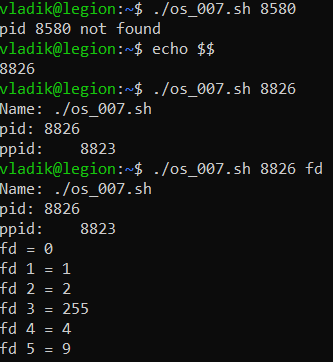 vladik@legion:~$ ./os_007.sh 8580
pid 8580 not found
vladik@legion:~$ echo $$
8826
vladik@legion:~$ ./os_007.sh 8826
Name: ./os_007.sh
pid: 8826
ppid:    8823
vladik@legion:~$ ./os_007.sh 8826 fd
Name: ./os_007.sh
pid: 8826
ppid:    8823
fd = 0
fd 1 = 1
fd 2 = 2
fd 3 = 255
fd 4 = 4
fd 5 = 9